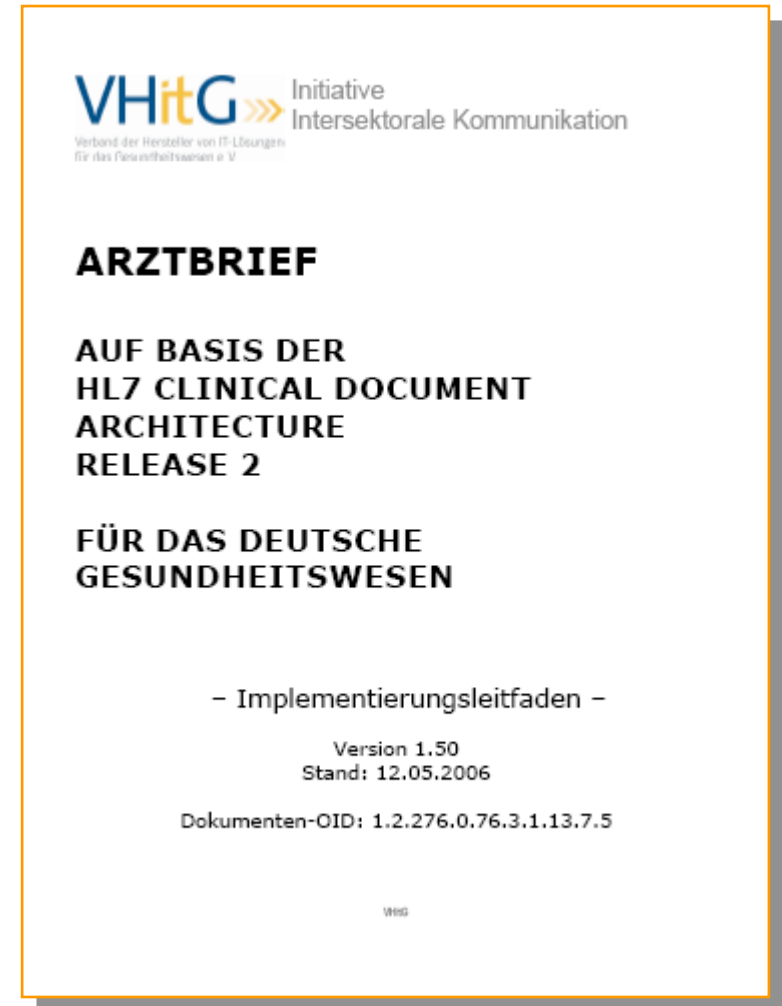 VHitG
Initiative
Intersektorale Kommunikation
Verband der Hersteller von IT-Lösungen
für das Gesundheitswesen e.V
ARZTBRIEF
AUF BASIS DER
HL7 CLINICAL DOCUMENT
ARCHITECTURE
RELEASE 2
FÜR DAS DEUTSCHE
GESUNDHEITSWESEN
– Implementierungsleitfaden –
Version 1.50
Stand: 12.05.2006
Dokumenten-OID: 1.2.276.0.76.3.1.13.7.5
VHitG